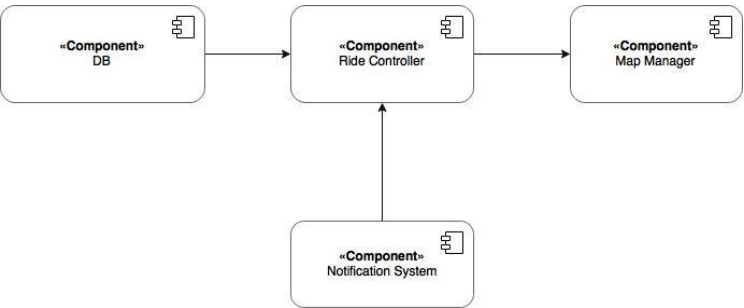 «Component»
DB
«Component»
Ride Controller
«Component»
Map Manager
«Component»
Notification System